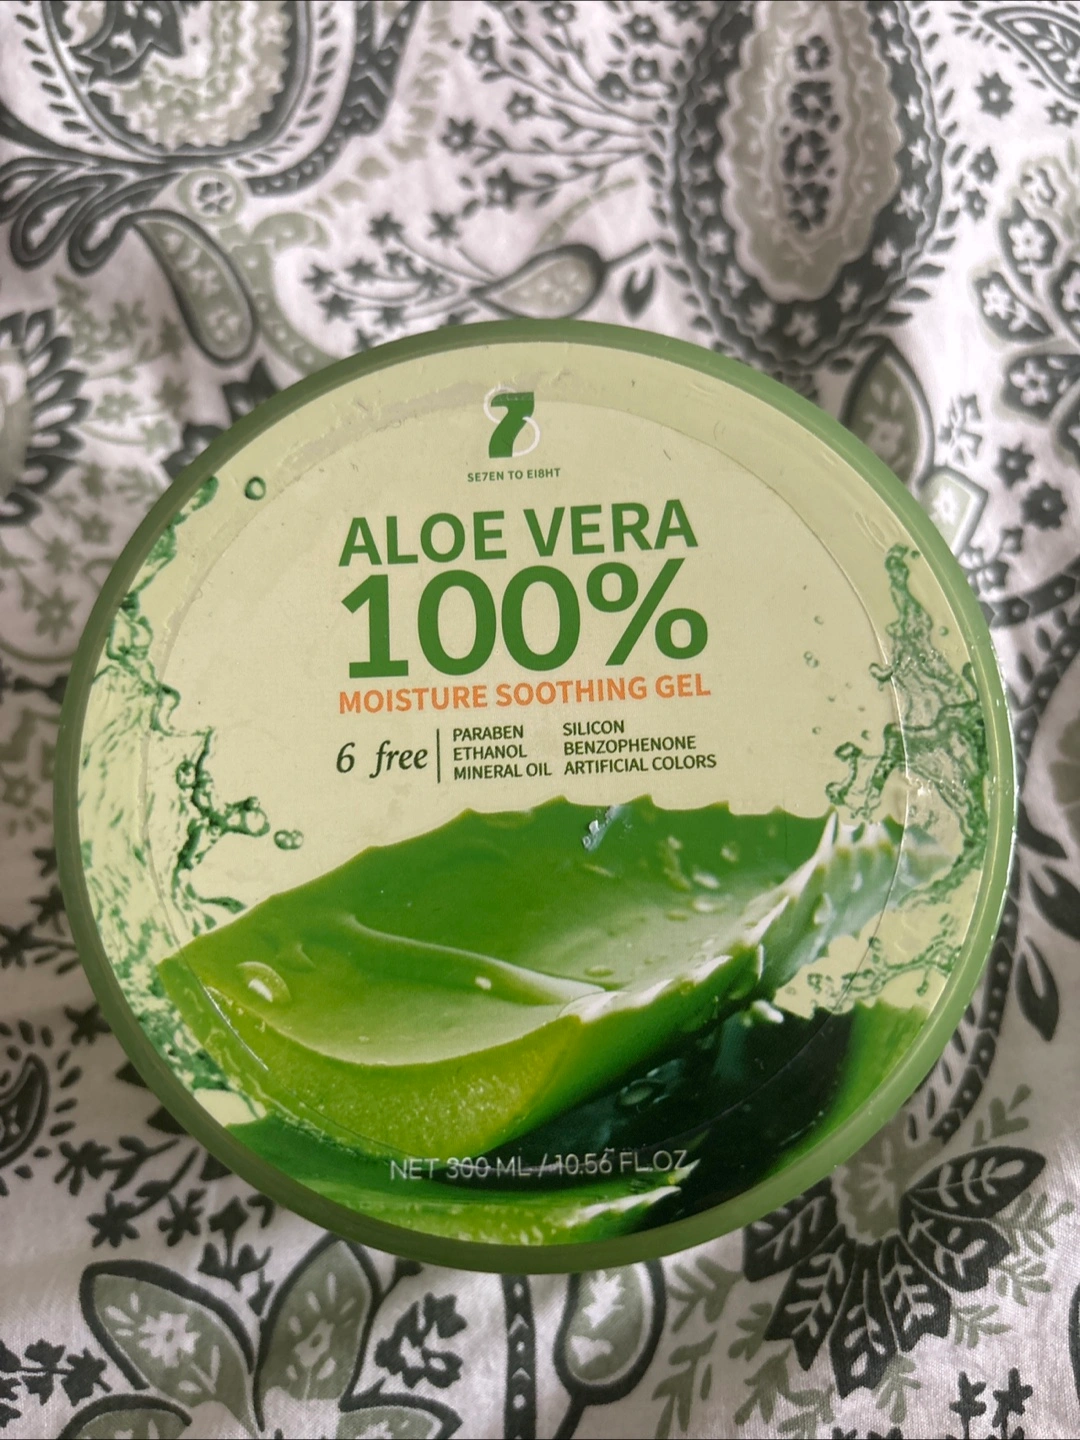 SE7EN TO EI8HT
ALOE VERA
100%
MOISTURE SOOTHING GEL
6 free
PARABEN SILICON
ETHANOL BENZOPHENONE
MINERAL OIL ARTIFICIAL COLORS
NET 300 ML / 10.56 FL.OZ